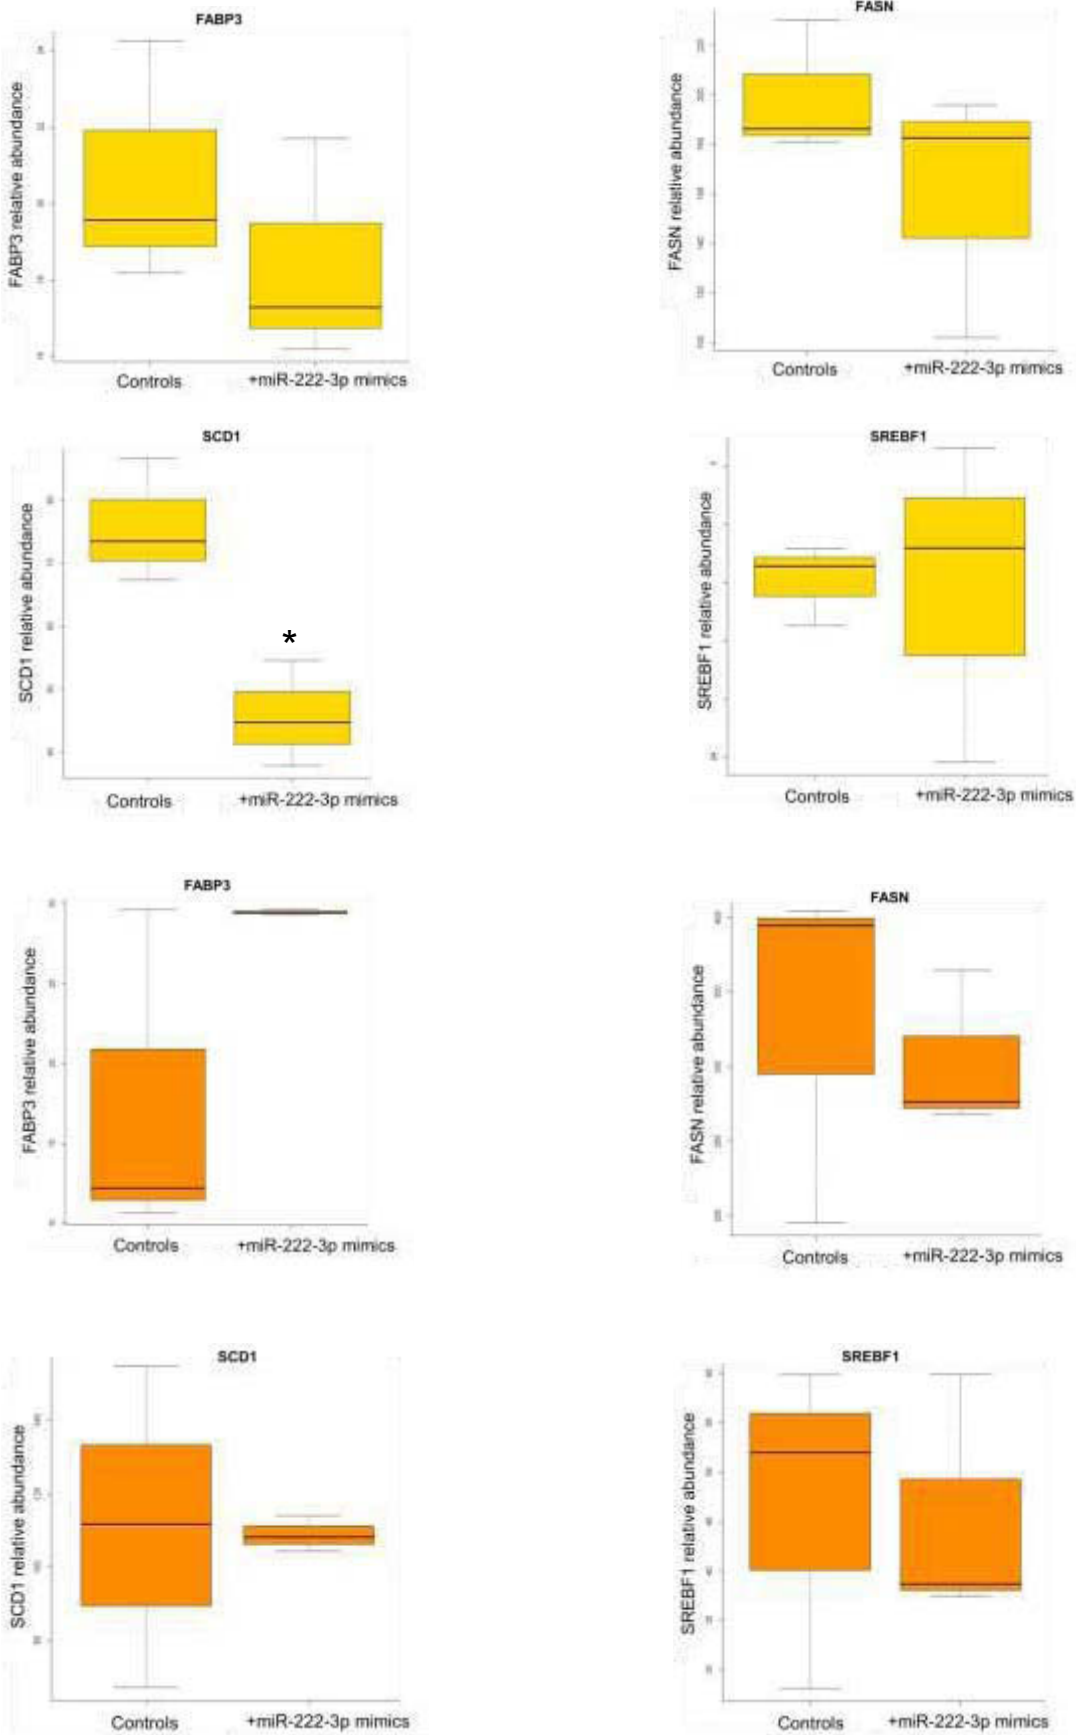 FABP3
FASN
FABP3 relative abundance
FASN relative abundance
Controls
+miR-222-3p mimics
Controls
+miR-222-3p mimics
SCD1
SREBF1
SCD1 relative abundance
SREBF1 relative abundance
*
Controls
+miR-222-3p mimics
Controls
+miR-222-3p mimics
FABP3
FASN
FABP3 relative abundance
FASN relative abundance
Controls
+miR-222-3p mimics
Controls
+miR-222-3p mimics
SCD1
SREBF1
SCD1 relative abundance
SREBF1 relative abundance
Controls
+miR-222-3p mimics
Controls
+miR-222-3p mimics